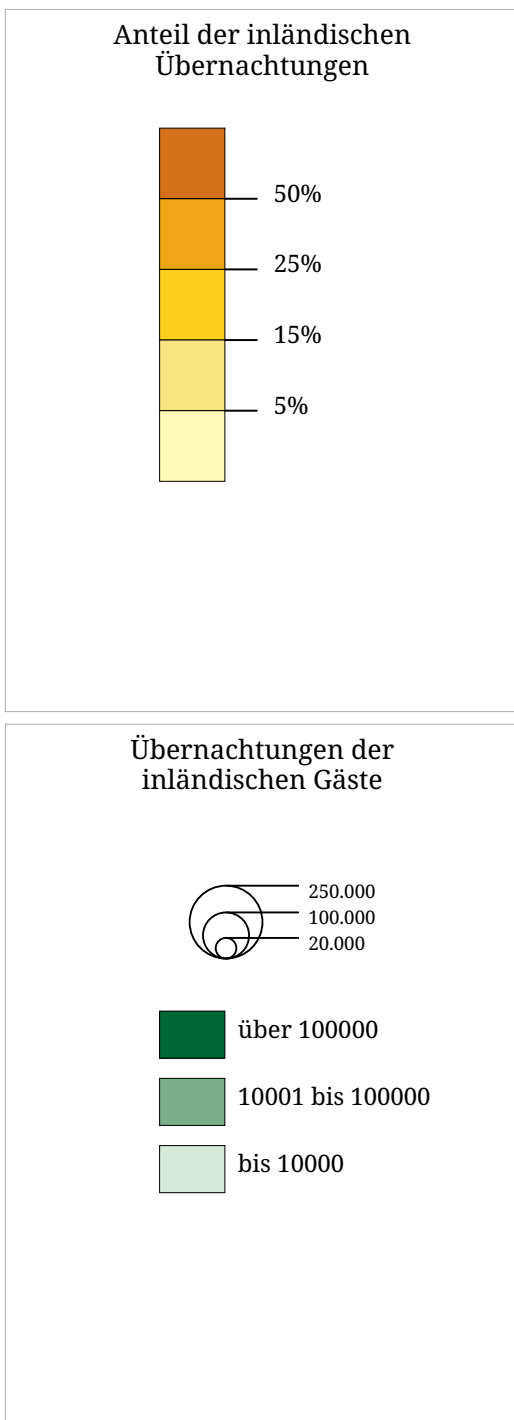 Anteil der inländischen
Übernachtungen
50%
25%
15%
5%
Übernachtungen der
inländischen Gäste
250.000
100.000
20.000
über 100000
10001 bis 100000
bis 10000